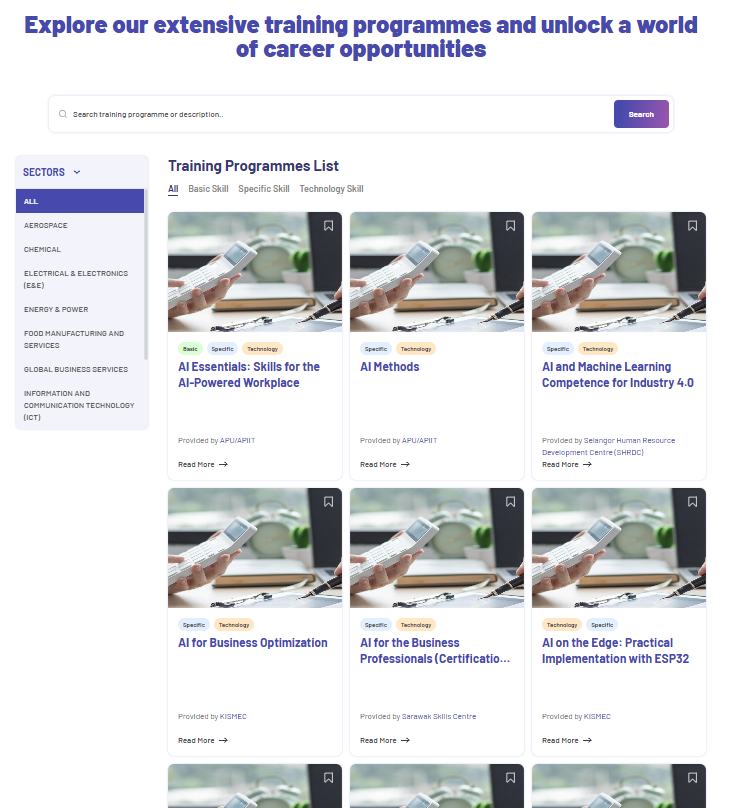 Explore our extensive training programmes and unlock a world
of career opportunities
Search training programme or description..
Search
SECTORS
ALL
AEROSPACE
CHEMICAL
ELECTRICAL & ELECTRONICS
(E&E)
ENERGY & POWER
FOOD MANUFACTURING AND
SERVICES
GLOBAL BUSINESS SERVICES
INFORMATION AND
COMMUNICATION TECHNOLOGY
(ICT)
Training Programmes List
All Basic Skill Specific Skill Technology Skill
Basic Specific Technology
AI Essentials: Skills for the
AI-Powered Workplace
Provided by APU/APIIT
Read More
Specific Technology
AI Methods
Provided by APU/APIIT
Read More
Specific Technology
AI and Machine Learning
Competence for Industry 4.0
Provided by Selangor Human Resource
Development Centre (SHRDC)
Read More
Specific Technology
AI for Business Optimization
Provided by KISMEC
Read More
Specific Technology
AI for the Business
Professionals (Certificatio...
Provided by Sarawak Skills Centre
Read More
Technology Specific
AI on the Edge: Practical
Implementation with ESP32
Provided by KISMEC
Read More